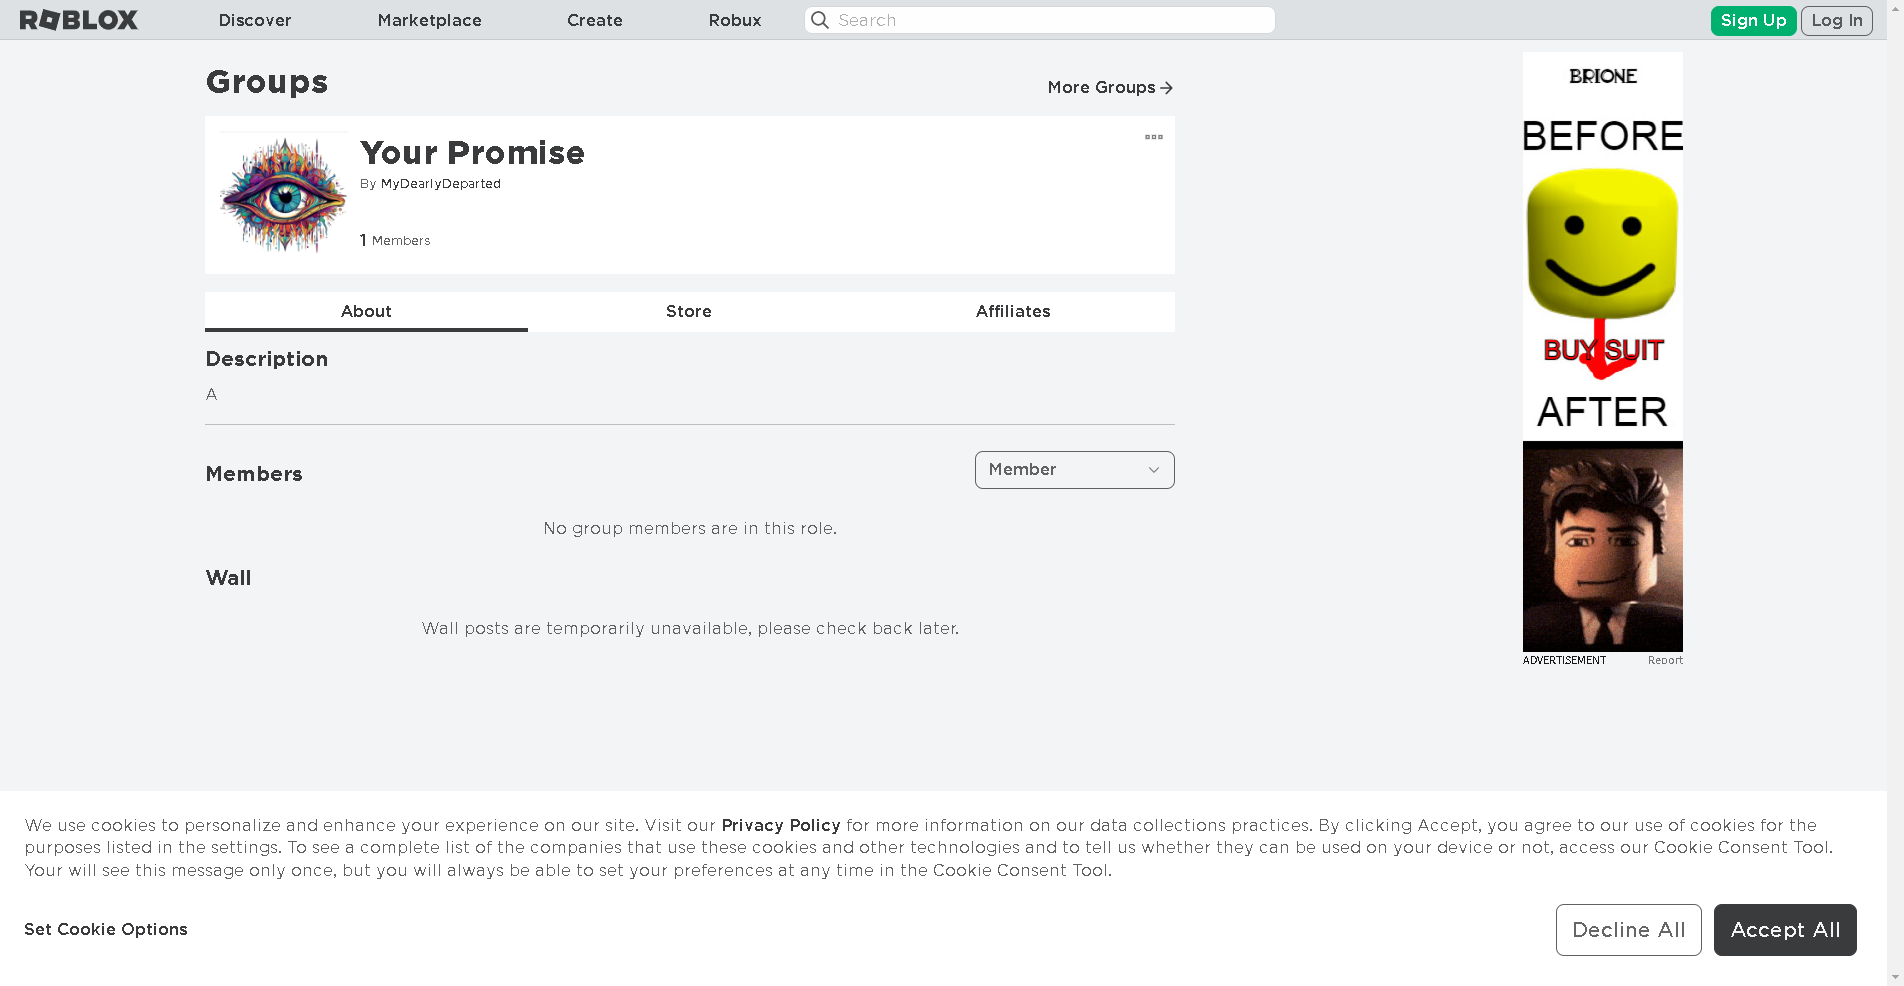 ROBLOX
Discover
Marketplace
Create
Robux
Search
Sign Up
Log In
Groups
More Groups
Your Promise
By MyDearlyDeparted
1 Members
About
Store
Affiliates
Description
A
Members
Member
No group members are in this role.
Wall
Wall posts are temporarily unavailable, please check back later.
BRIONE
BEFORE
BUY SUIT
AFTER
ADVERTISEMENT
Report
We use cookies to personalize and enhance your experience on our site. Visit our Privacy Policy for more information on our data collections practices. By clicking Accept, you agree to our use of cookies for the
purposes listed in the settings. To see a complete list of the companies that use these cookies and other technologies and to tell us whether they can be used on your device or not, access our Cookie Consent Tool.
Your will see this message only once, but you will always be able to set your preferences at any time in the Cookie Consent Tool.
Set Cookie Options
Decline All
Accept All